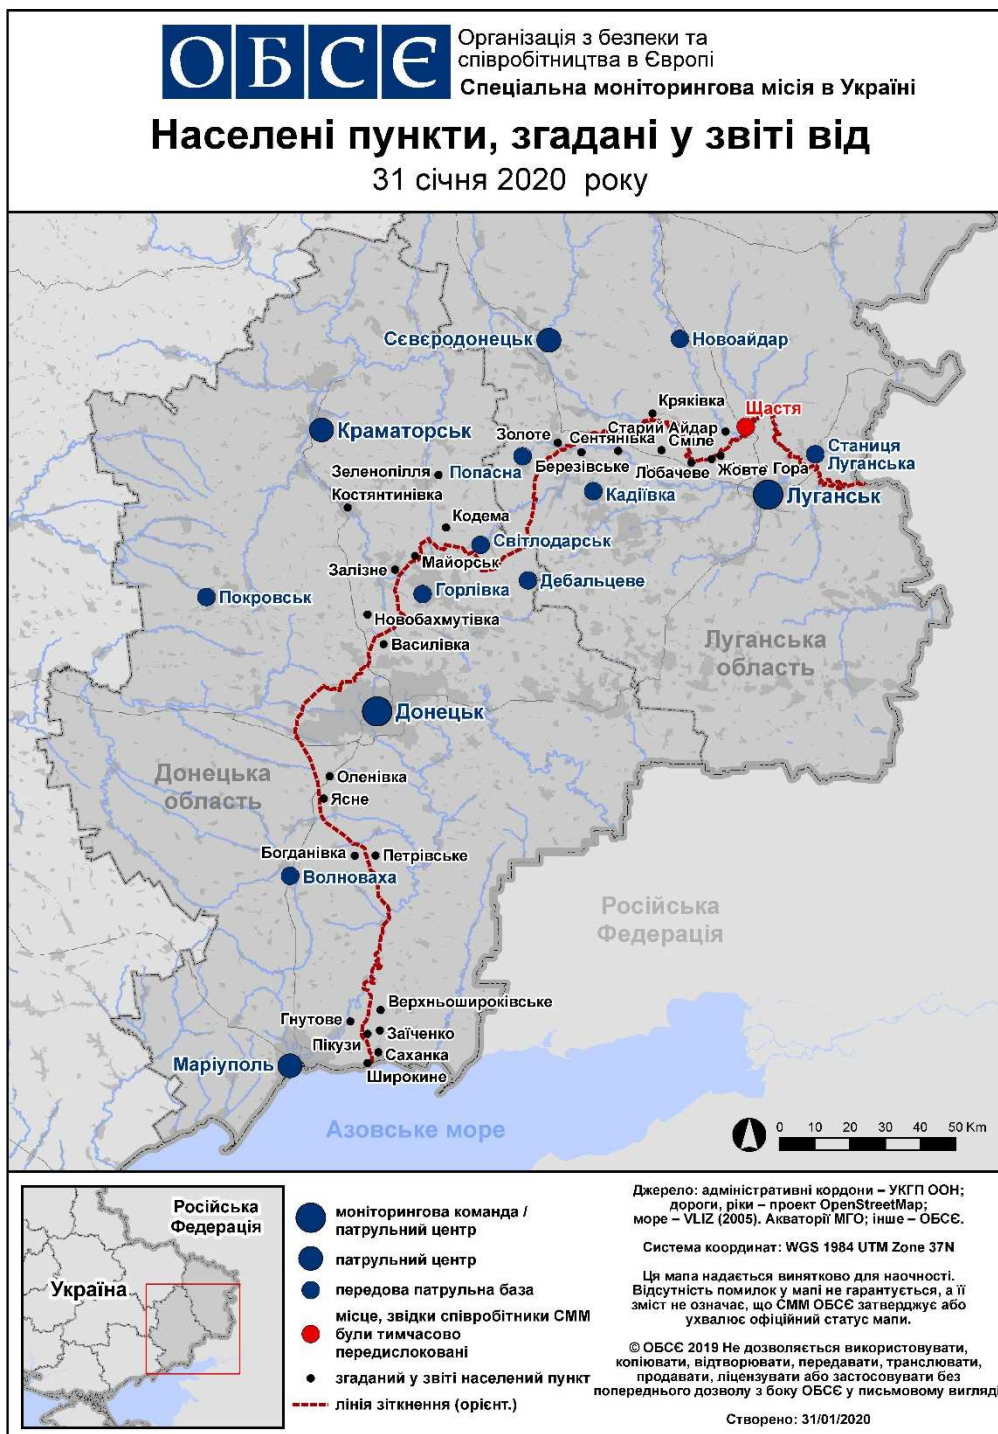 ОБСЄ
Організація з безпеки та
співробітництва в Європі
Спеціальна моніторингова місія в Україні
Населені пункти, згадані у звіті від
31 січня 2020 року
Сєвєродонецьк
Новоайдар
Кряківка
Щастя
Краматорськ
Золоте
Старий Айдар
Сентянівка
Сміле
Станиця
Луганська
Зеленопілля
Попасна
Березівське
Лобачеве
Жовте
Гора
Костянтинівка
Кадіївка
Луганськ
Кодема
Світлодарськ
Залізне
Майорськ
Дебальцеве
Покровськ
Горлівка
Новобахмутівка
Василівка
Луганська
область
Донецьк
Донецька
область
Оленівка
Ясне
Богданівка
Петрівське
Волноваха
Російська
Федерація
Верхньошироківське
Гнутове
Заїченко
Пікузи
Саханка
Маріуполь
Широкине
Азовське море
0 10 20 30 40 50 Km
Російська
Федерація
Україна
моніторингова команда /
патрульний центр
патрульний центр
передова патрульна база
місце, звідки співробітники СММ
були тимчасово
передислоковані
згаданий у звіті населений пункт
лінія зіткнення (орієнт.)
Джерело: адміністративні кордони – УКГП ООН;
дороги, ріки – проект OpenStreetMap;
море – VLIZ (2005). Акваторії МГО; інше – ОБСЄ.
Система координат: WGS 1984 UTM Zone 37N
Ця мапа надається винятково для наочності.
Відсутність помилок у мапі не гарантується, а її
зміст не означає, що СММ ОБСЄ затверджує або
ухвалює офіційний статус мапи.
© ОБСЄ 2019 Не дозволяється використовувати,
копіювати, відтворювати, передавати, транслювати,
продавати, ліцензувати або застосовувати без
попереднього дозволу з боку ОБСЄ у письмовому вигляді
Створено: 31/01/2020